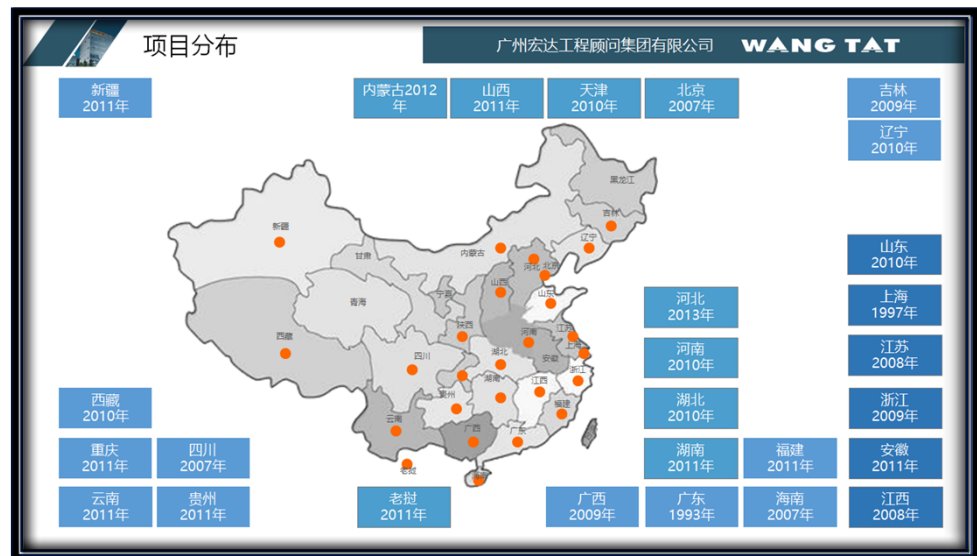 项目分布
广州宏达工程顾问集团有限公司 WANG TAT
新疆
2011年
内蒙古2012
年
山西
2011年
天津
2010年
北京
2007年
吉林
2009年
辽宁
2010年
黑龙江
吉林
辽宁
新疆
内蒙古
甘肃
河北
北京
山西
宁夏
山东
青海
陕西
河南
江苏
上海
西藏
四川
湖北
安徽
浙江
湖南
江西
贵州
福建
云南
广西
广东
老挝
山东
2010年
上海
1997年
江苏
2008年
浙江
2009年
安徽
2011年
江西
2008年
河北
2013年
河南
2010年
湖北
2010年
湖南
2011年
福建
2011年
西藏
2010年
重庆
2011年
四川
2007年
云南
2011年
贵州
2011年
老挝
2011年
广西
2009年
广东
1993年
海南
2007年